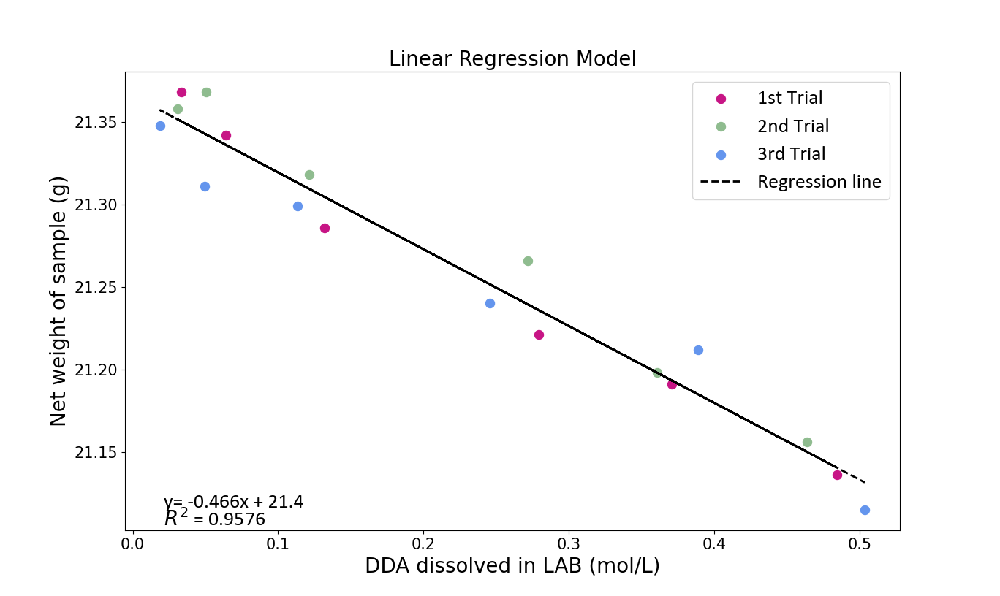 Linear Regression Model
1st Trial
2nd Trial
3rd Trial
Regression line
Net weight of sample (g)
21.35
21.30
21.25
21.20
21.15
y= -0.466x + 21.4
R² = 0.9576
0.0 0.1 0.2 0.3 0.4 0.5
DDA dissolved in LAB (mol/L)